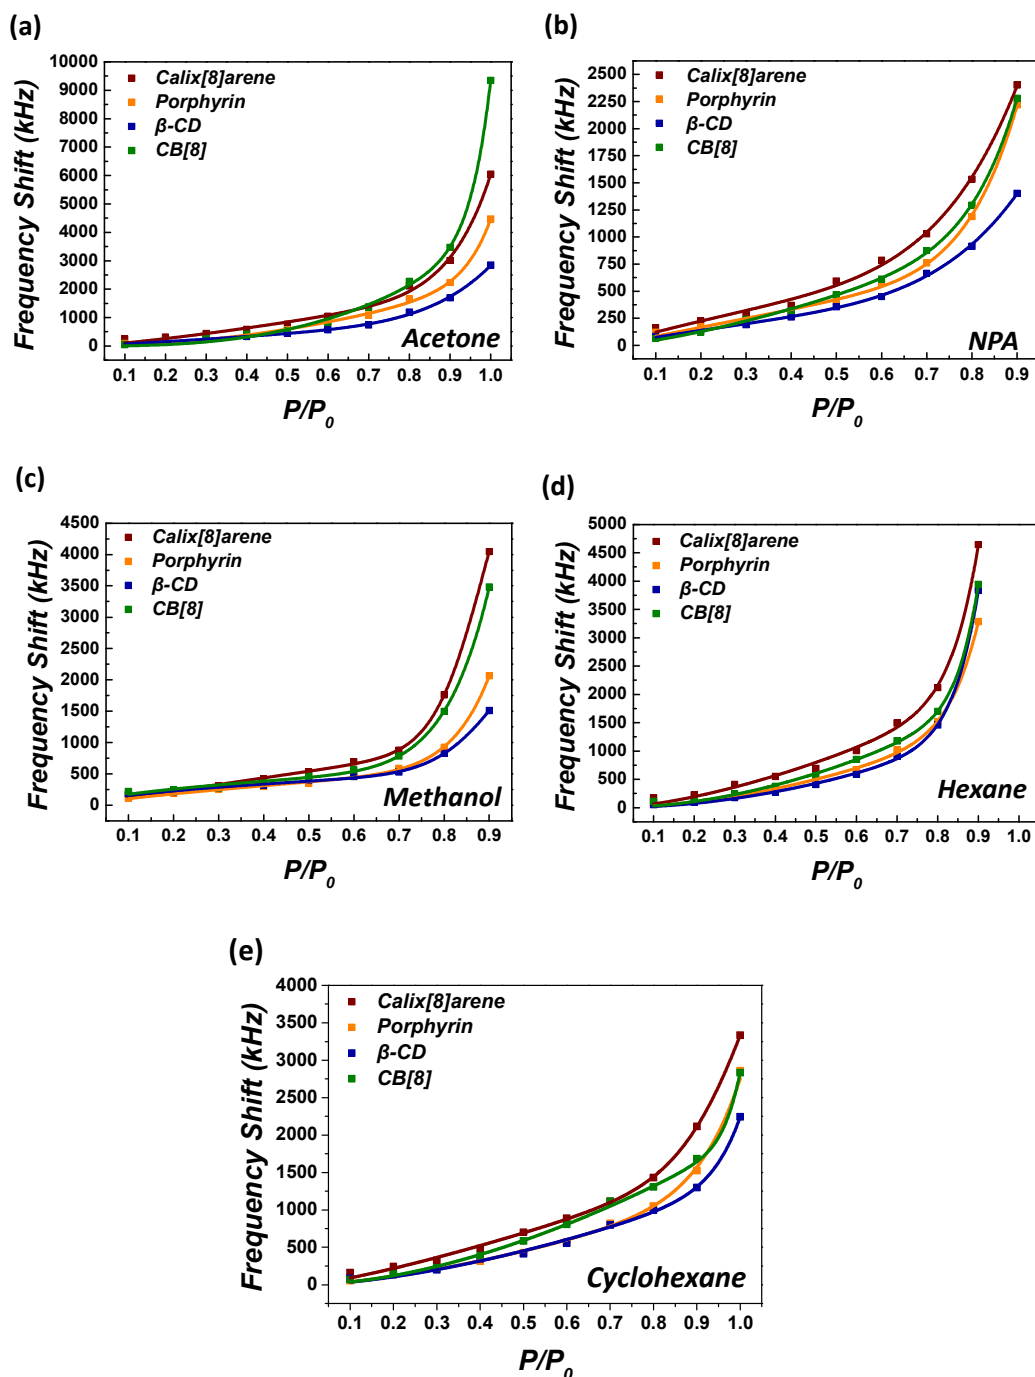 (a)
Frequency Shift (kHz)
10000
9000
8000
7000
6000
5000
4000
3000
2000
1000
0
Calix[8]arene
Porphyrin
β-CD
CB[8]
Acetone
0.1 0.2 0.3 0.4 0.5 0.6 0.7 0.8 0.9 1.0
P/P0
(b)
Frequency Shift (kHz)
2500
2250
2000
1750
1500
1250
1000
750
500
250
0
Calix[8]arene
Porphyrin
β-CD
CB[8]
NPA
0.1 0.2 0.3 0.4 0.5 0.6 0.7 0.8 0.9
P/P0
(c)
Frequency Shift (kHz)
4500
4000
3500
3000
2500
2000
1500
1000
500
0
Calix[8]arene
Porphyrin
β-CD
CB[8]
Methanol
0.1 0.2 0.3 0.4 0.5 0.6 0.7 0.8 0.9
P/P0
(d)
Frequency Shift (kHz)
5000
4500
4000
3500
3000
2500
2000
1500
1000
500
0
Calix[8]arene
Porphyrin
β-CD
CB[8]
Hexane
0.1 0.2 0.3 0.4 0.5 0.6 0.7 0.8 0.9 1.0
P/P0
(e)
Frequency Shift (kHz)
4000
3500
3000
2500
2000
1500
1000
500
0
Calix[8]arene
Porphyrin
β-CD
CB[8]
Cyclohexane
0.1 0.2 0.3 0.4 0.5 0.6 0.7 0.8 0.9 1.0
P/P0